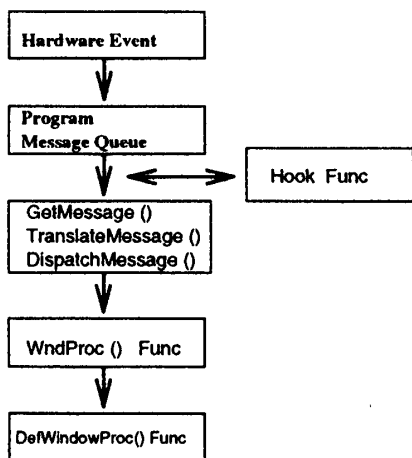 Hardware Event
Program
Message Queue
Hook Func
GetMessage ()
TranslateMessage ()
DispatchMessage ()
WndProc () Func
DefWindowProc() Func